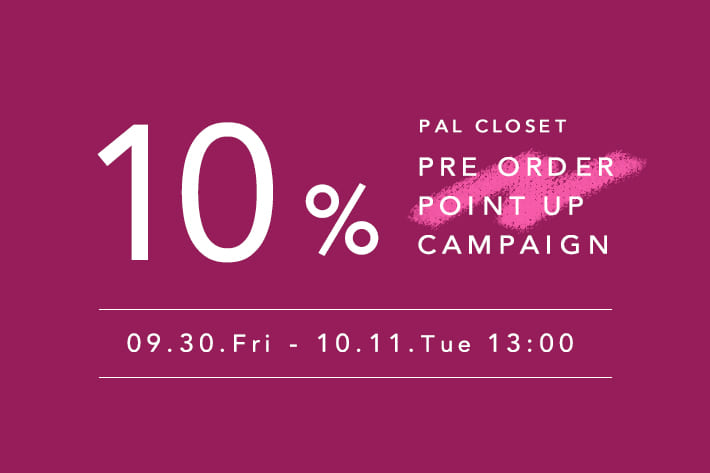 10%
PAL CLOSET
PRE ORDER
POINT UP
CAMPAIGN
09.30.Fri - 10.11.Tue 13:00